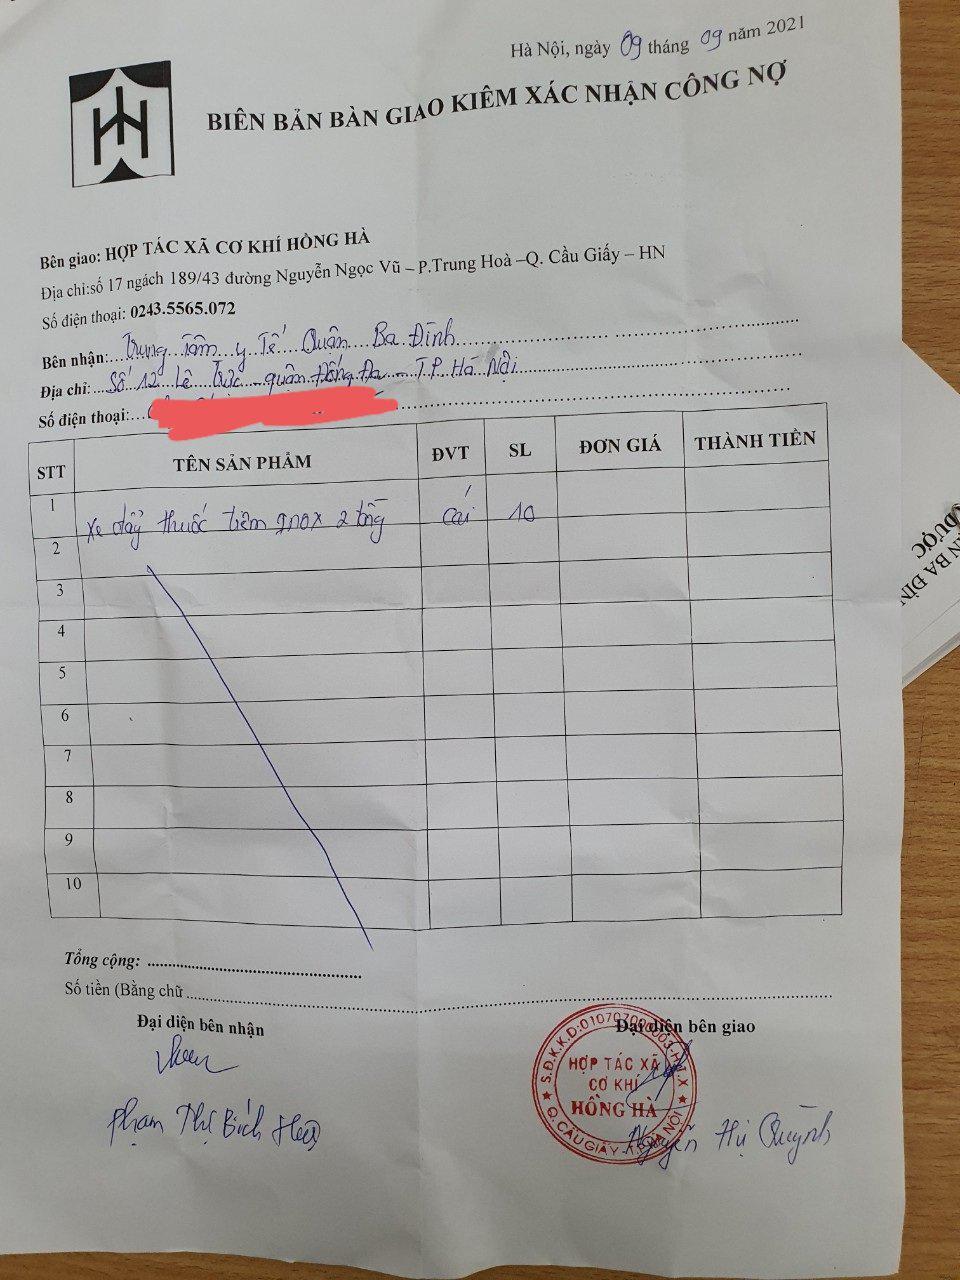 Hà Nội, ngày 09 tháng 09 năm 2021
BIÊN BẢN BÀN GIAO KIÊM XÁC NHẬN CÔNG NỢ
Bên giao: HỢP TÁC XÃ CƠ KHÍ HỒNG HÀ
Địa chỉ:số 17 ngách 189/43 đường Nguyễn Ngọc Vũ – P.Trung Hoà –Q. Cầu Giấy – HN
Số điện thoại: 0243.5565.072
Bên nhận: Trung Tâm y Tế Quận Ba Đình
Địa chỉ: Số 12 Lê Trực - quận Đống Đa - TP. Hà Nội
Số điện thoại:
STT TÊN SẢN PHẨM ĐVT SL ĐƠN GIÁ THÀNH TIỀN
1 Xe đẩy thuốc tiêm Inox 2 tầng cái 10
2
3
4
5
6
7
8
9
10
Tổng cộng:
Số tiền (Bằng chữ
Đại diện bên nhận Đại diện bên giao
HỢP TÁC XÃ
CƠ KHÍ
HỒNG HÀ
Q. CẦU GIẤY - T.P HÀ NỘI
Phạm Thị Bích Nguyễn Thị Quỳnh
DƯỢC
BA ĐÌN